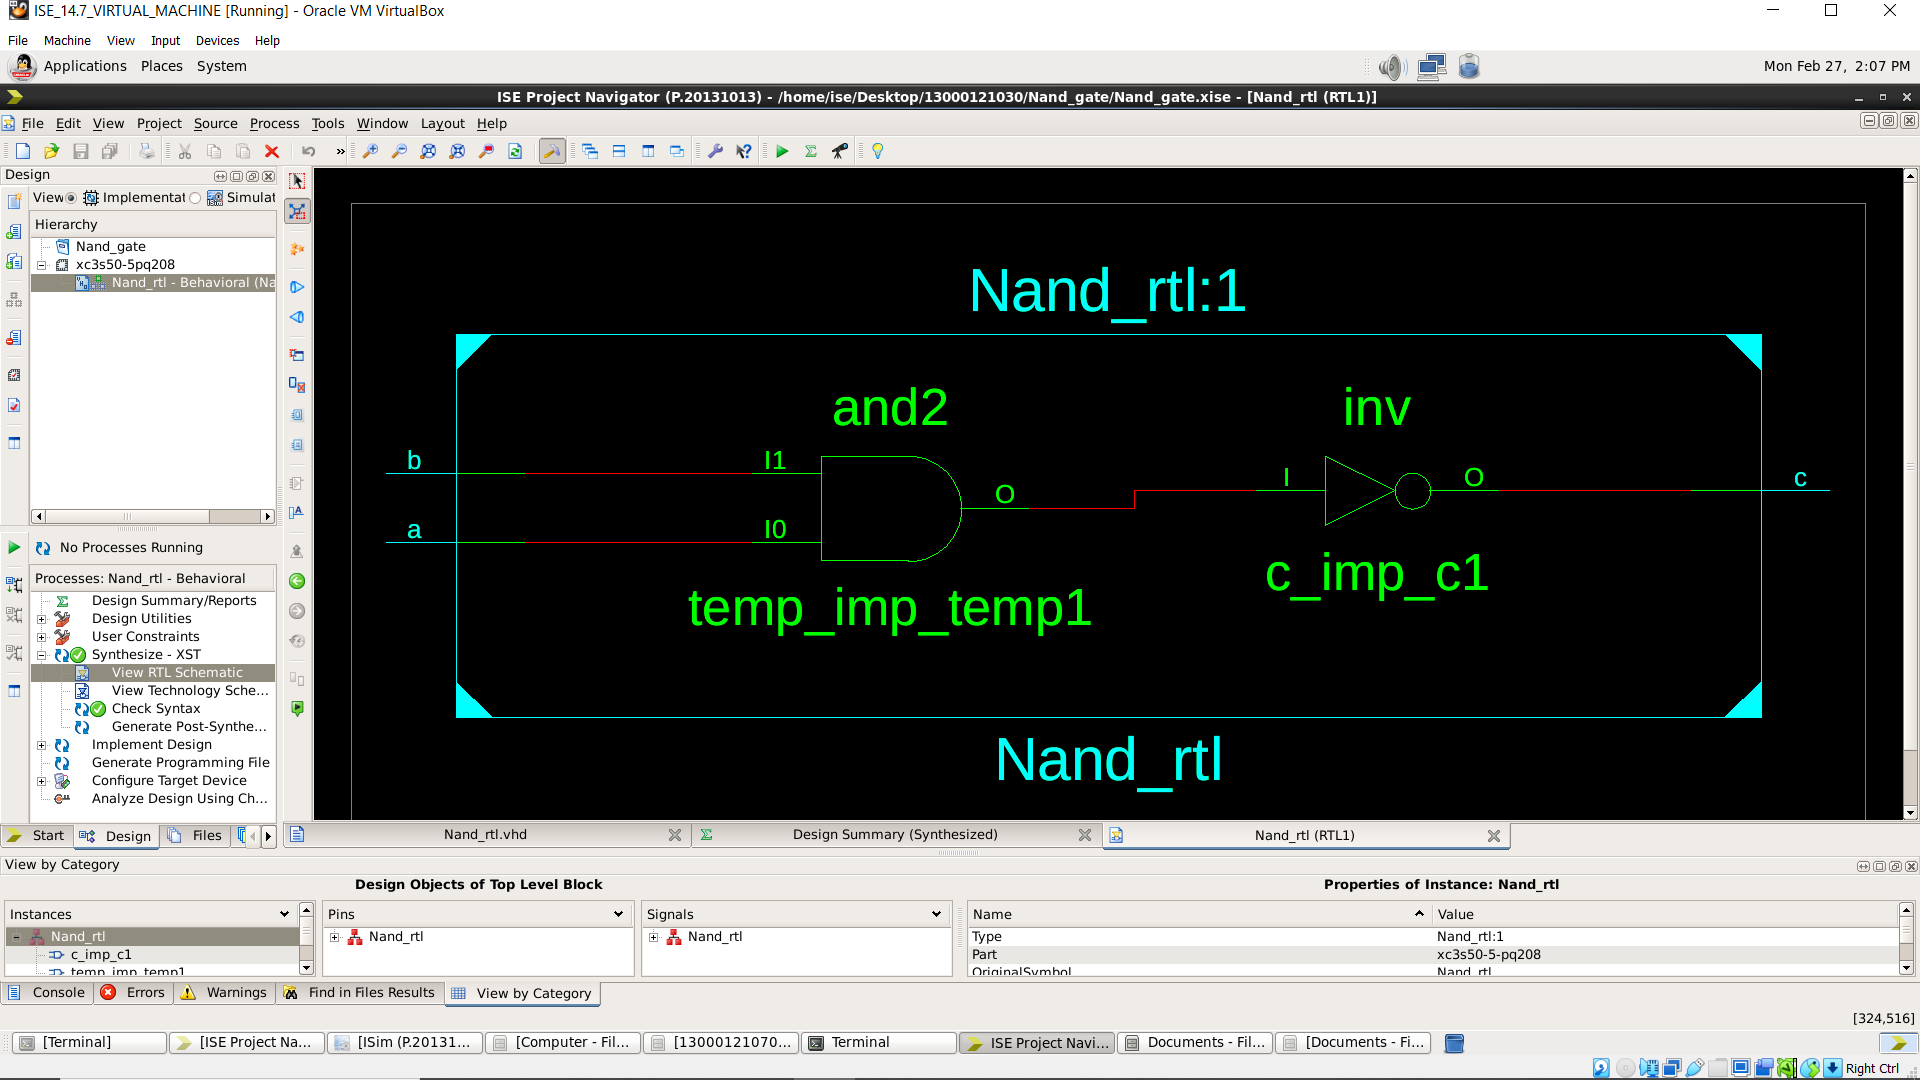 ISE_14.7_VIRTUAL_MACHINE [Running] - Oracle VM VirtualBox
File Machine View Input Devices Help
Applications Places System
Mon Feb 27, 2:07 PM
ISE Project Navigator (P.20131013) - /home/ise/Desktop/13000121030/Nand_gate/Nand_gate.xise - [Nand_rtl (RTL1)]
File Edit View Project Source Process Tools Window Layout Help
»
Design
View Implementat Simulat
Hierarchy
Nand_gate
xc3s50-5pq208
Nand_rtl - Behavioral (Na
No Processes Running
Processes: Nand_rtl - Behavioral
Design Summary/Reports
Design Utilities
User Constraints
Synthesize - XST
View RTL Schematic
View Technology Sche...
Check Syntax
Generate Post-Synthe...
Implement Design
Generate Programming File
Configure Target Device
Analyze Design Using Ch...
Start Design Files
Nand_rtl:1
and2
inv
b
I1
O
I
O
c
a
I0
c_imp_c1
temp_imp_temp1
Nand_rtl
Nand_rtl.vhd
Design Summary (Synthesized)
Nand_rtl (RTL1)
View by Category
Design Objects of Top Level Block
Properties of Instance: Nand_rtl
Instances
Nand_rtl
c_imp_c1
temp_imp_temp1
Pins
Nand_rtl
Signals
Nand_rtl
Name Value
Type Nand_rtl:1
Part xc3s50-5-pq208
OriginalSymbol Nand_rtl
Console Errors Warnings Find in Files Results View by Category
[324,516]
[Terminal] [ISE Project Na... [ISim (P.20131... [Computer - Fil... [13000121070... Terminal ISE Project Navi... Documents - Fil... [Documents - Fi...
Right Ctrl